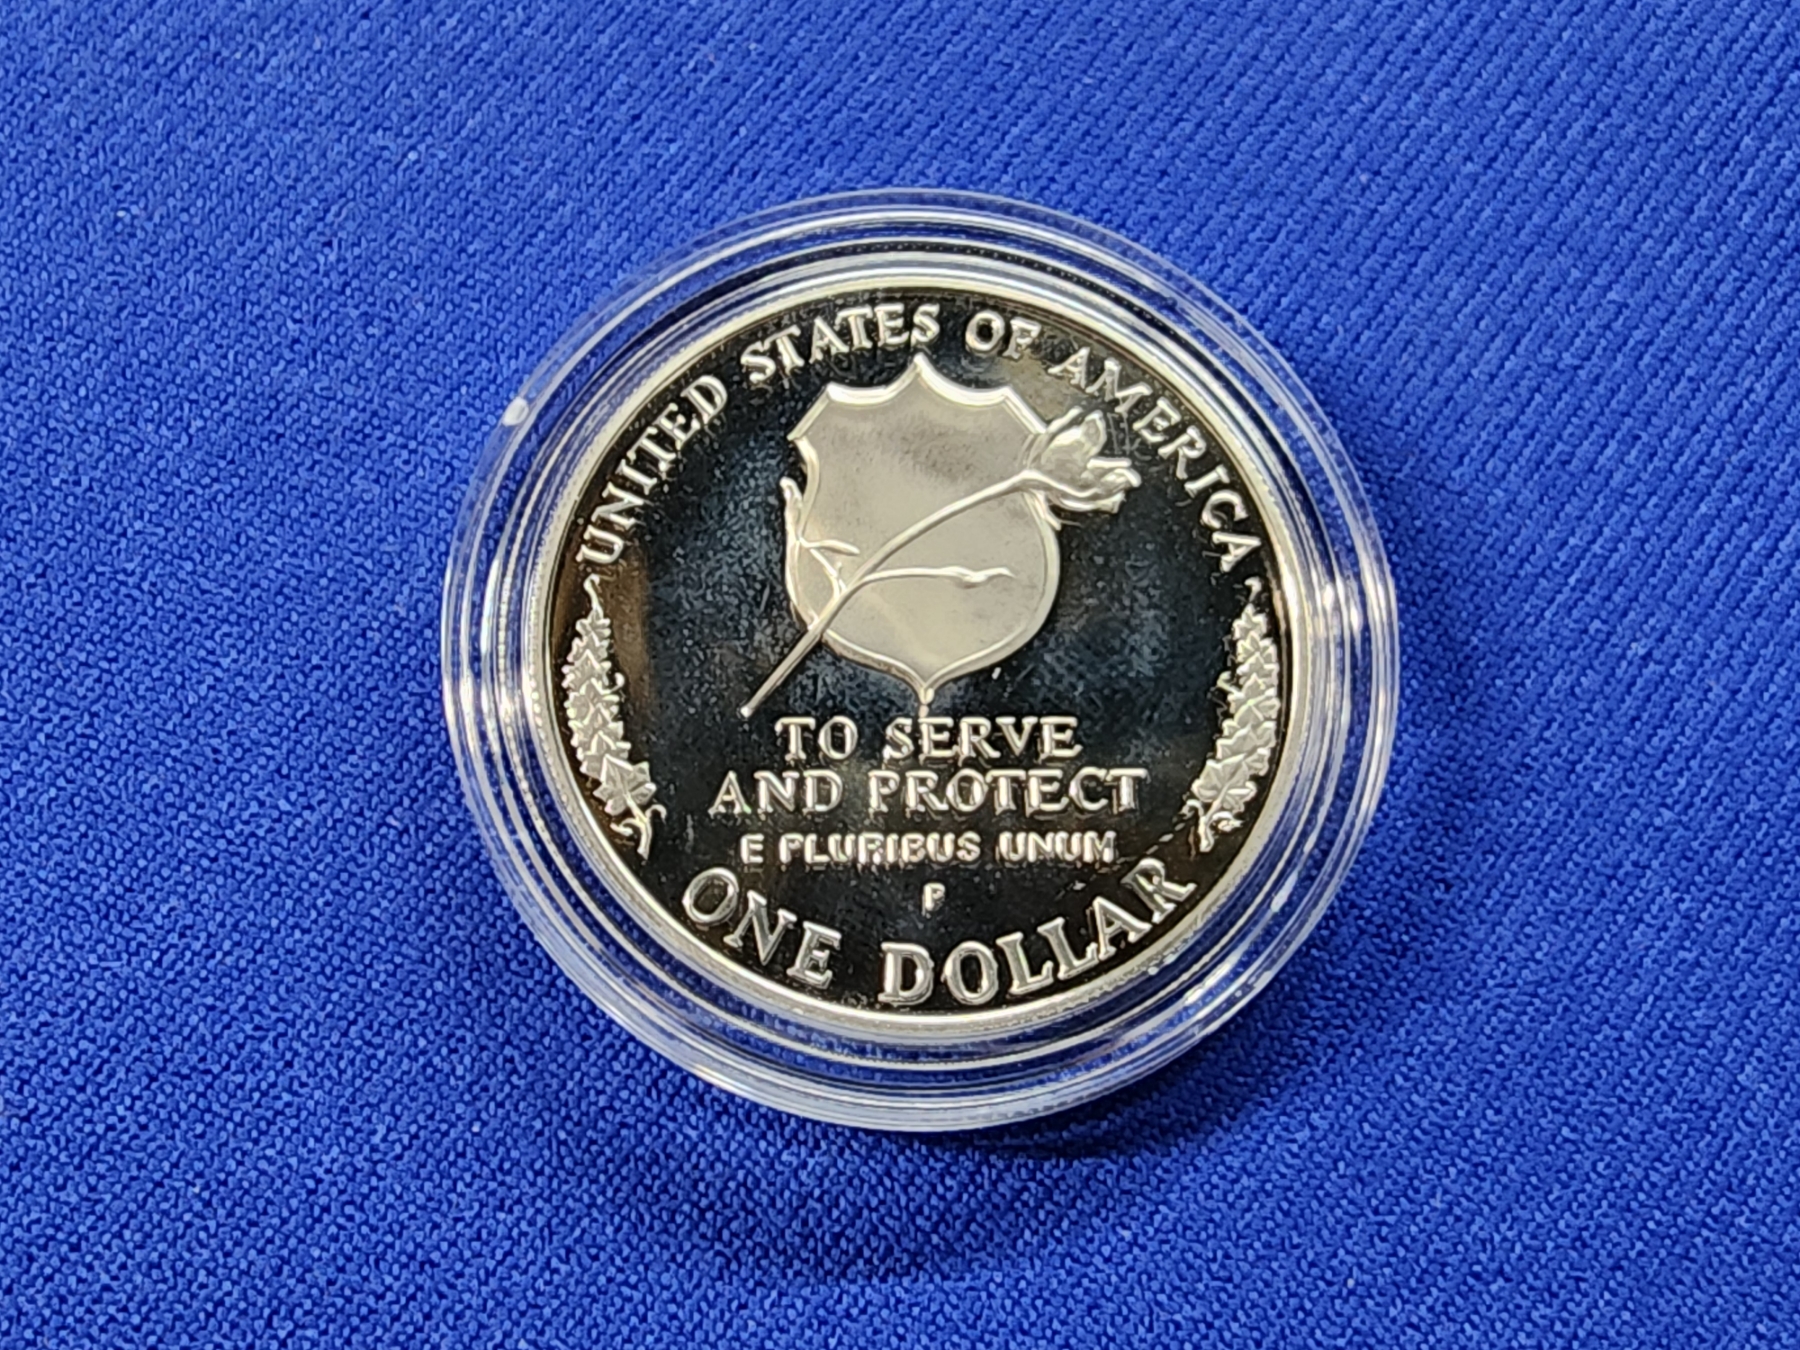 UNITED STATES OF AMERICA
TO SERVE
AND PROTECT
E PLURIBUS UNUM
P
ONE DOLLAR